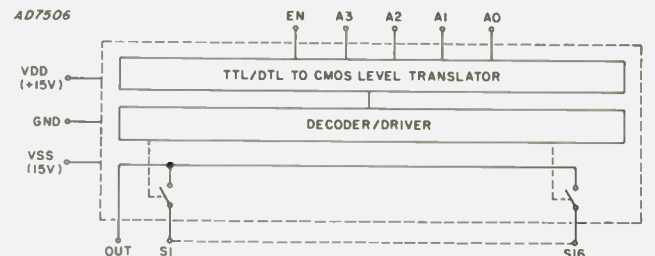 AD7506
EN A3 A2 A1 A0
TTL/DTL TO CMOS LEVEL TRANSLATOR
VDD
(+15V)
GND
DECODER/DRIVER
VSS
(15V)
OUT S1 S16